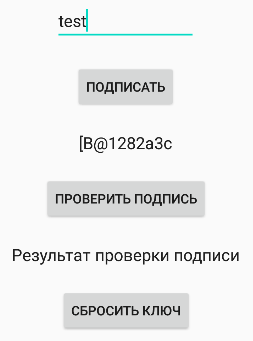 test
ПОДПИСАТЬ
[B@1282a3c
ПРОВЕРИТЬ ПОДПИСЬ
Результат проверки подписи
СБРОСИТЬ КЛЮЧ